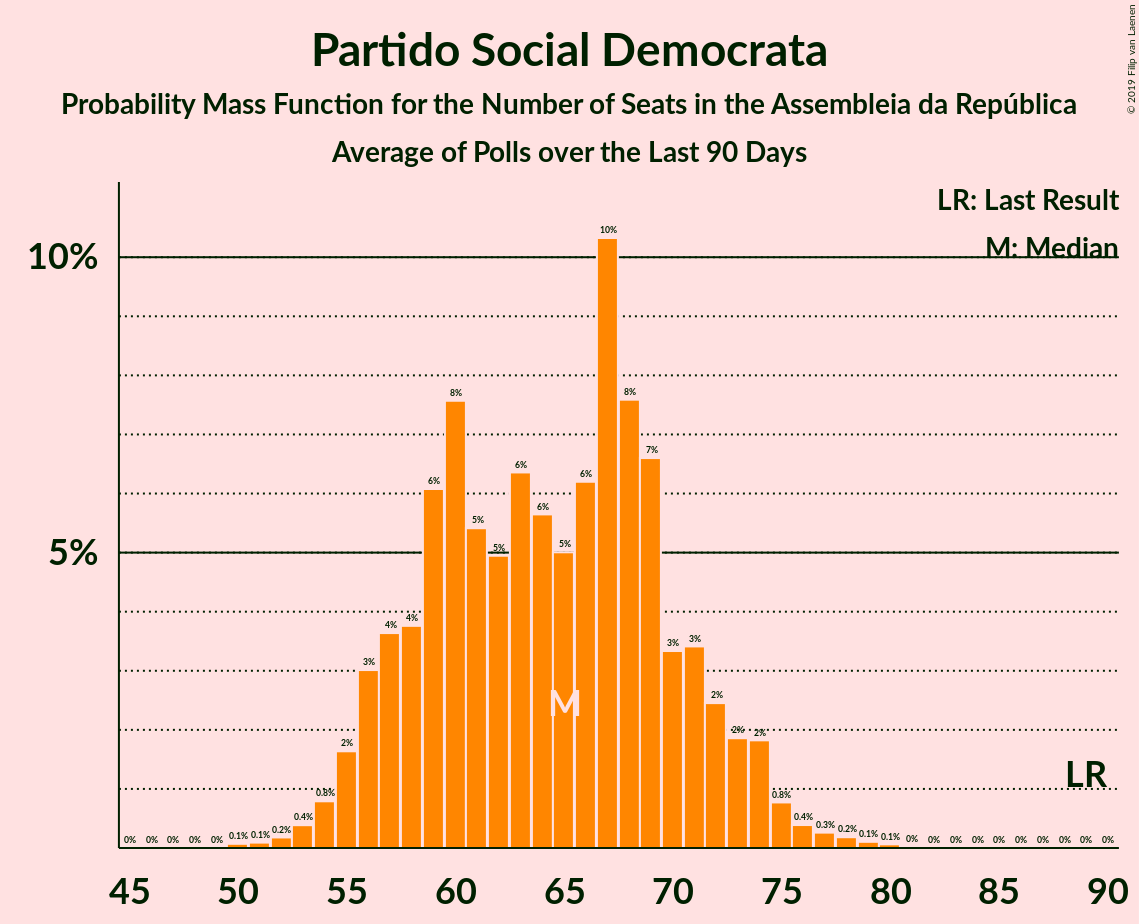 Partido Social Democrata
Probability Mass Function for the Number of Seats in the Assembleia da República
Average of Polls over the Last 90 Days
© 2019 Filip van Laenen
LR: Last Result
M: Median
10%
5%
0% 0% 0% 0% 0% 0.1% 0.1% 0.2% 0.4% 0.8% 2% 3% 4% 4% 6% 8% 5% 5% 6% 6% 5% 6% 10% 8% 7% 3% 3% 2% 2% 2% 0.8% 0.4% 0.3% 0.2% 0.1% 0.1% 0% 0% 0% 0% 0% 0% 0% 0% 0% 0%
M
LR
45 50 55 60 65 70 75 80 85 90